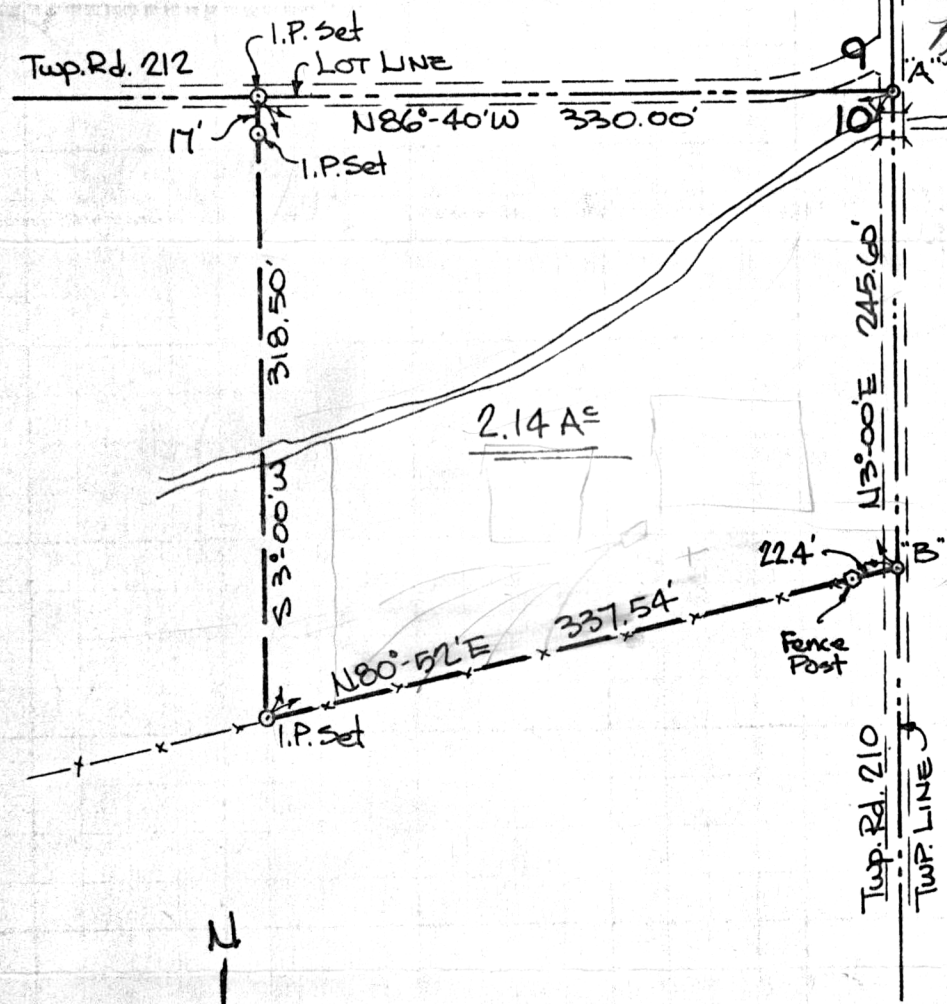 I.P. Set
Twp. Rd. 212
LOT LINE
9
"A"
17'
N86°-40'W 330.00'
10
I.P. Set
318.50'
S 3°-00'W
N3°-00'E 245.60'
2.14 Ac
22.4'
"B"
N80°-52'E 337.54'
Fence
Post
I.P. Set
Twp. Rd. 210
TWP. LINE
N